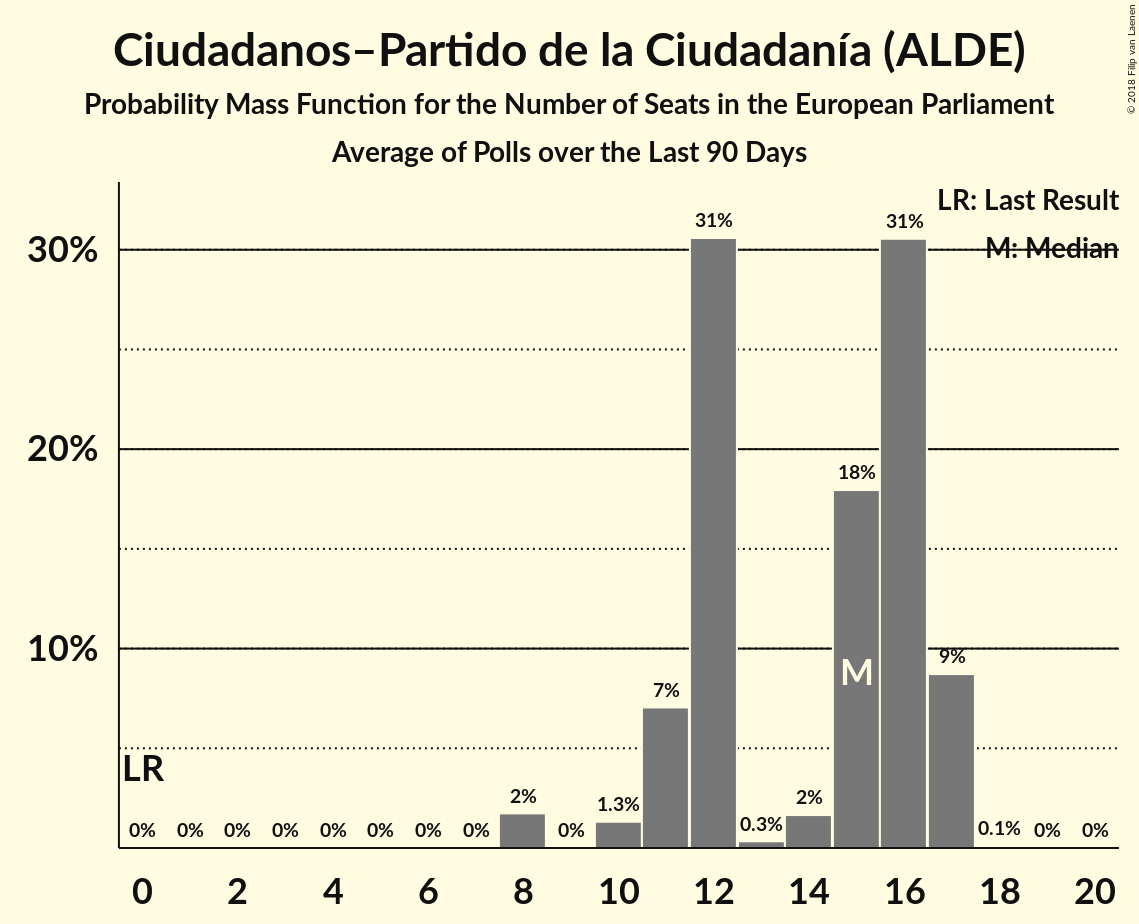 Ciudadanos–Partido de la Ciudadanía (ALDE)
Probability Mass Function for the Number of Seats in the European Parliament
Average of Polls over the Last 90 Days
© 2018 Filip van Laenen
LR: Last Result
M: Median
30%
20%
10%
31%
31%
18%
9%
7%
2%
1.3%
0.3%
2%
0.1%
M
LR
0% 0% 0% 0% 0% 0% 0% 0% 0% 0% 0%
0 2 4 6 8 10 12 14 16 18 20